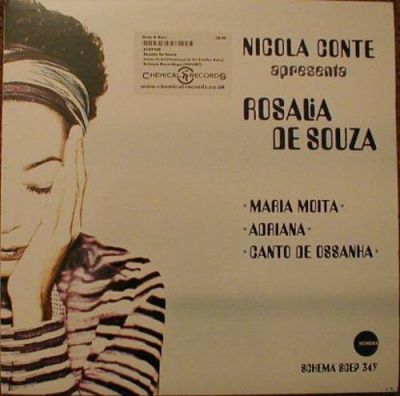 NICOLA CONTE
apresenta
ROSALIA
DE SOUZA
• MARIA MOITA •
• ADRIANA •
• CANTO DE OSSANHA •
CHEMICAL RECORDS
www.chemical-records.co.uk
SCHEMA
SCHEMA SCEP 349